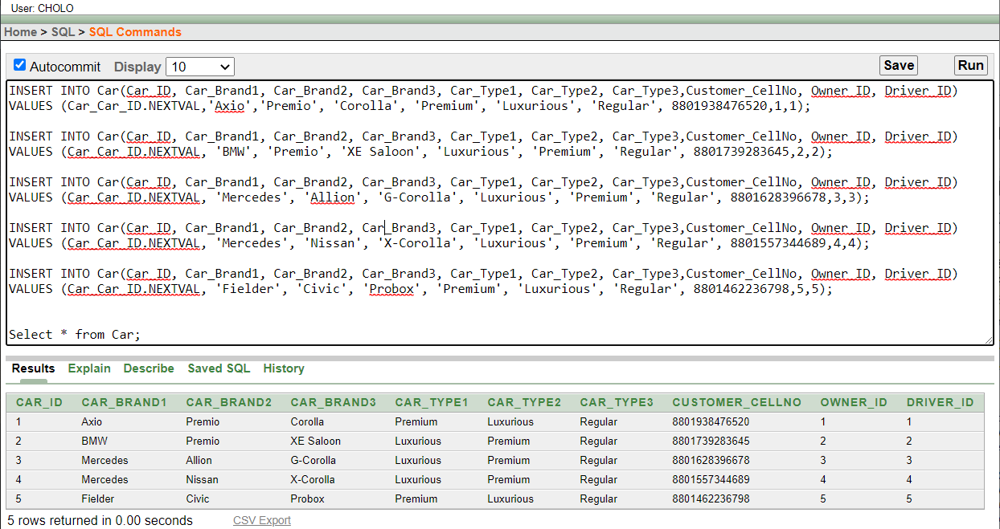 User: CHOLO
Home > SQL > SQL Commands
Autocommit Display 10 Save Run
INSERT INTO Car(Car_ID, Car_Brand1, Car_Brand2, Car_Brand3, Car_Type1, Car_Type2, Car_Type3,Customer_CellNo, Owner_ID, Driver_ID)
VALUES (Car_Car_ID.NEXTVAL,'Axio','Premio', 'Corolla', 'Premium', 'Luxurious', 'Regular', 8801938476520,1,1);
INSERT INTO Car(Car_ID, Car_Brand1, Car_Brand2, Car_Brand3, Car_Type1, Car_Type2, Car_Type3,Customer_CellNo, Owner_ID, Driver_ID)
VALUES (Car_Car_ID.NEXTVAL, 'BMW', 'Premio', 'XE Saloon', 'Luxurious', 'Premium', 'Regular', 8801739283645,2,2);
INSERT INTO Car(Car_ID, Car_Brand1, Car_Brand2, Car_Brand3, Car_Type1, Car_Type2, Car_Type3,Customer_CellNo, Owner_ID, Driver_ID)
VALUES (Car_Car_ID.NEXTVAL, 'Mercedes', 'Allion', 'G-Corolla', 'Luxurious', 'Premium', 'Regular', 8801628396678,3,3);
INSERT INTO Car(Car_ID, Car_Brand1, Car_Brand2, Car_Brand3, Car_Type1, Car_Type2, Car_Type3,Customer_CellNo, Owner_ID, Driver_ID)
VALUES (Car_Car_ID.NEXTVAL, 'Mercedes', 'Nissan', 'X-Corolla', 'Luxurious', 'Premium', 'Regular', 8801557344689,4,4);
INSERT INTO Car(Car_ID, Car_Brand1, Car_Brand2, Car_Brand3, Car_Type1, Car_Type2, Car_Type3,Customer_CellNo, Owner_ID, Driver_ID)
VALUES (Car_Car_ID.NEXTVAL, 'Fielder', 'Civic', 'Probox', 'Premium', 'Luxurious', 'Regular', 8801462236798,5,5);
Select * from Car;
Results Explain Describe Saved SQL History
CAR_ID CAR_BRAND1 CAR_BRAND2 CAR_BRAND3 CAR_TYPE1 CAR_TYPE2 CAR_TYPE3 CUSTOMER_CELLNO OWNER_ID DRIVER_ID
1 Axio Premio Corolla Premium Luxurious Regular 8801938476520 1 1
2 BMW Premio XE Saloon Luxurious Premium Regular 8801739283645 2 2
3 Mercedes Allion G-Corolla Luxurious Premium Regular 8801628396678 3 3
4 Mercedes Nissan X-Corolla Luxurious Premium Regular 8801557344689 4 4
5 Fielder Civic Probox Premium Luxurious Regular 8801462236798 5 5
5 rows returned in 0.00 seconds CSV Export